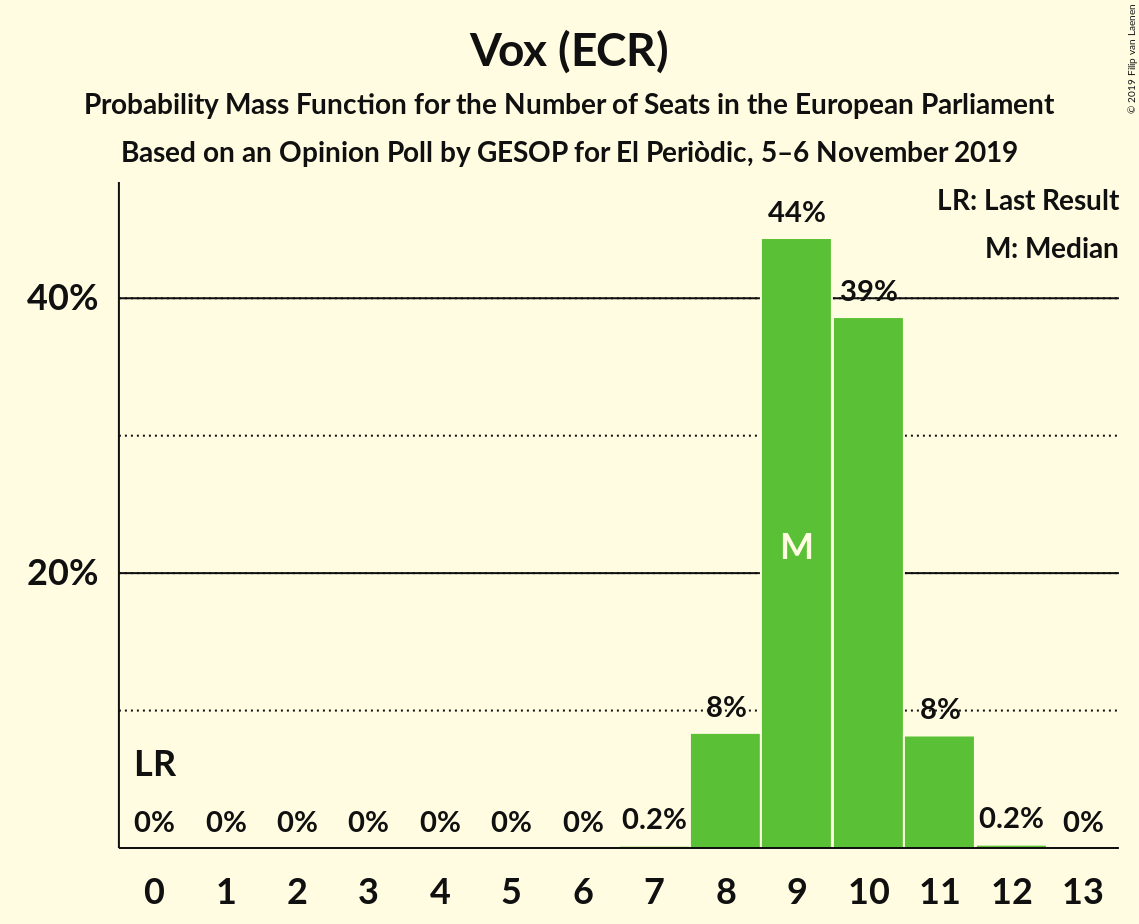 Vox (ECR)
Probability Mass Function for the Number of Seats in the European Parliament
Based on an Opinion Poll by GESOP for El Periòdic, 5–6 November 2019
© 2019 Filip van Laenen
LR: Last Result
M: Median
44%
39%
40%
20%
M
8%
8%
LR
0% 0% 0% 0% 0% 0% 0% 0.2% 0.2% 0%
0 1 2 3 4 5 6 7 8 9 10 11 12 13